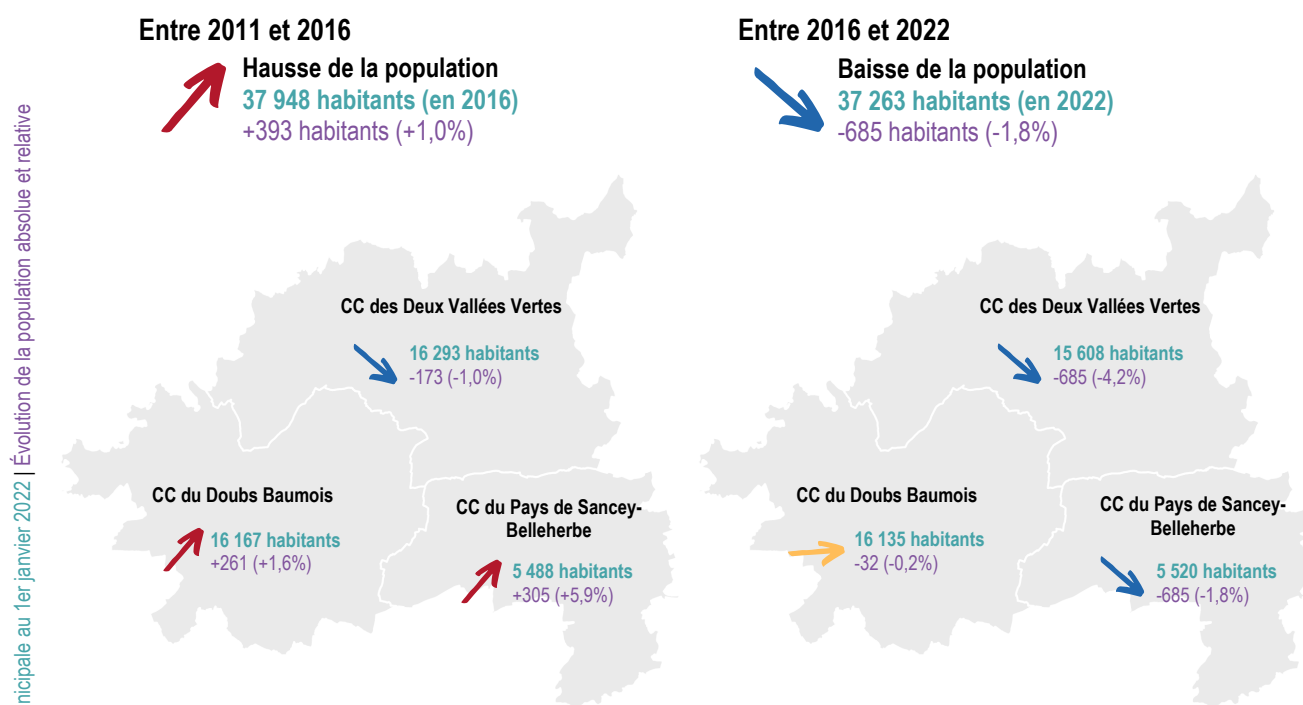 Entre 2011 et 2016
Hausse de la population
37 948 habitants (en 2016)
+393 habitants (+1,0%)
CC des Deux Vallées Vertes
16 293 habitants
-173 (-1,0%)
CC du Doubs Baumois
16 167 habitants
+261 (+1,6%)
CC du Pays de Sancey-
Belleherbe
5 488 habitants
+305 (+5,9%)
Entre 2016 et 2022
Baisse de la population
37 263 habitants (en 2022)
-685 habitants (-1,8%)
CC des Deux Vallées Vertes
15 608 habitants
-685 (-4,2%)
CC du Doubs Baumois
16 135 habitants
-32 (-0,2%)
CC du Pays de Sancey-
Belleherbe
5 520 habitants
-685 (-1,8%)
nicipale au 1er janvier 2022 | Évolution de la population absolue et relative